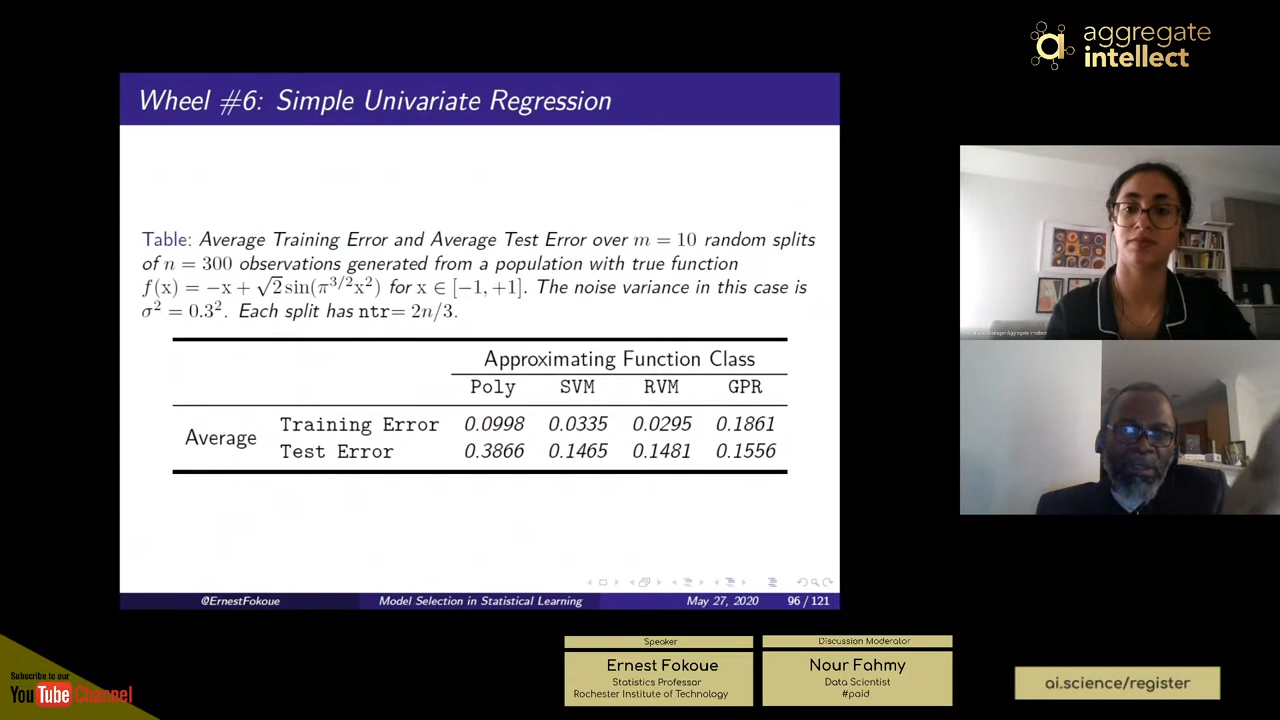 aggregate
intellect
Wheel #6: Simple Univariate Regression
Table: Average Training Error and Average Test Error over m = 10 random splits
of n = 300 observations generated from a population with true function
f(x) = −x + √2 sin(π^{3/2}x²) for x ∈ [−1, +1]. The noise variance in this case is
σ² = 0.3². Each split has ntr= 2n/3.
Approximating Function Class
Poly SVM RVM GPR
Average
Training Error 0.0998 0.0335 0.0295 0.1861
Test Error 0.3866 0.1465 0.1481 0.1556
@ErnestFokoue Model Selection in Statistical Learning May 27, 2020 96 / 121
Speaker
Ernest Fokoue
Statistics Professor
Rochester Institute of Technology
Discussion Moderator
Nour Fahmy
Data Scientist
#paid
Subscribe to our
YouTube Channel
ai.science/register